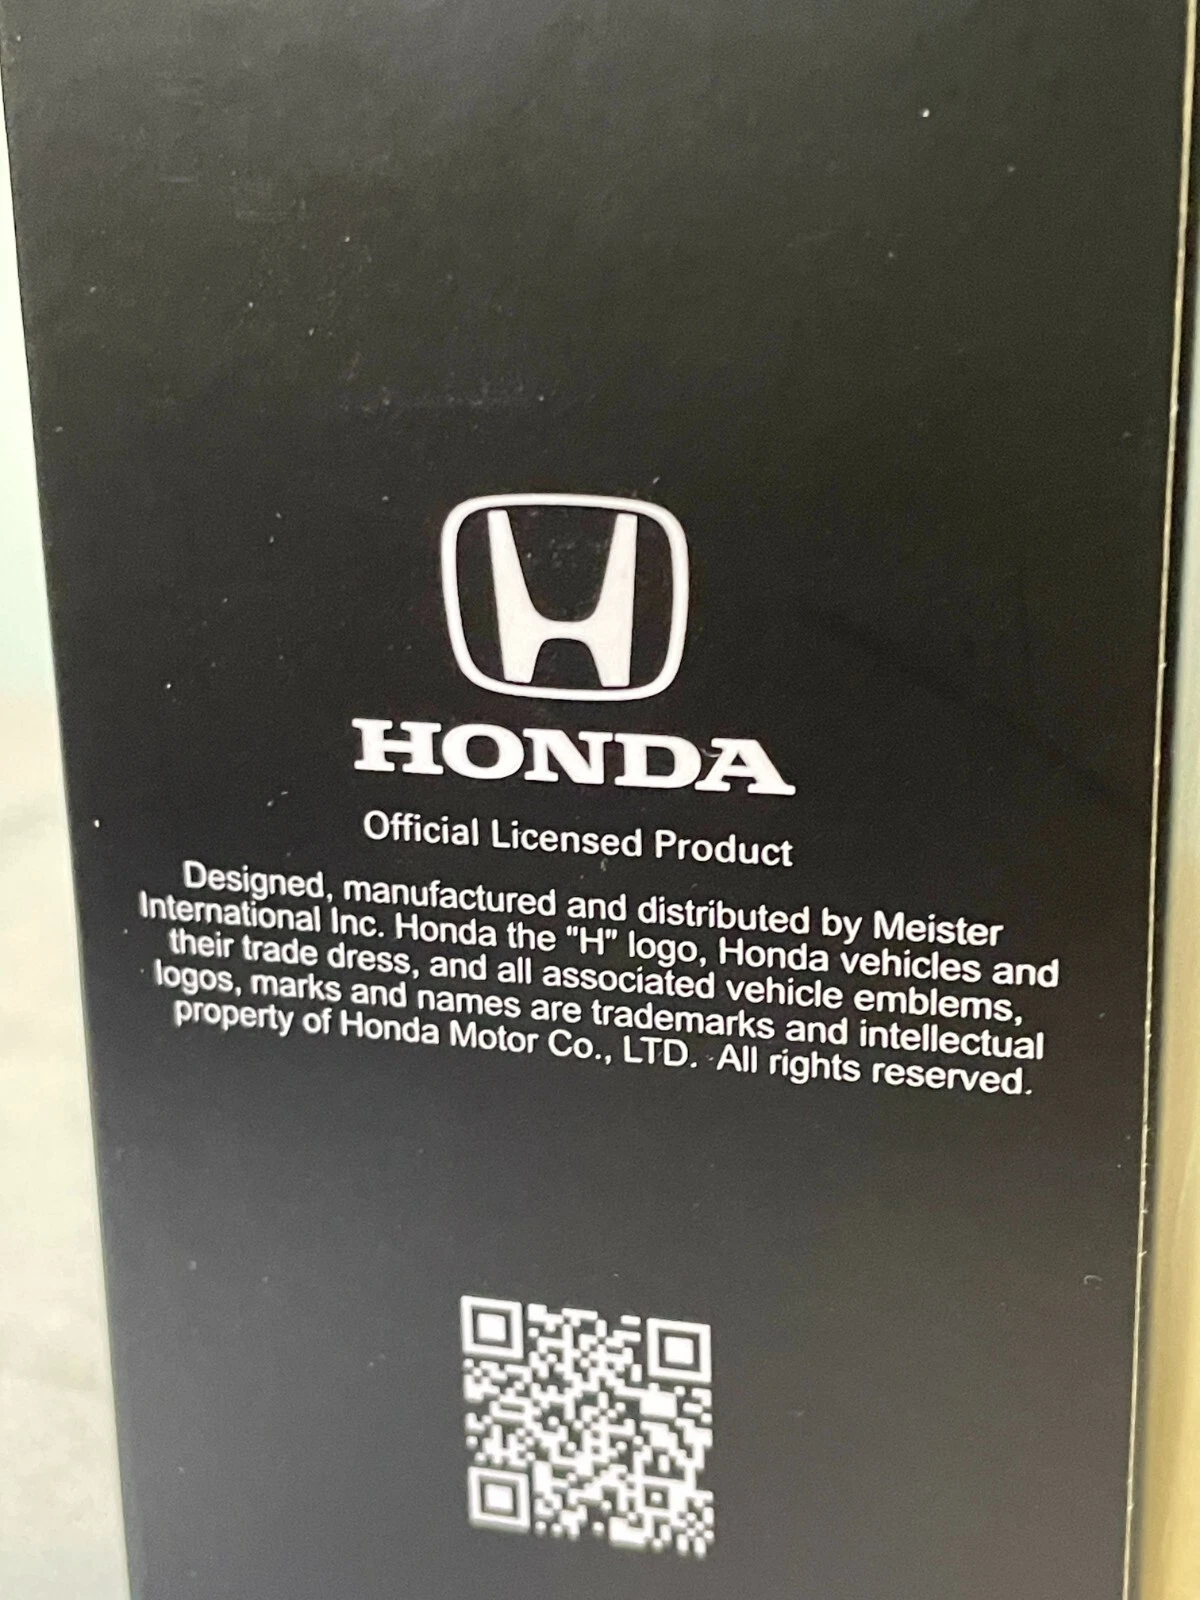 HONDA
Official Licensed Product
Designed, manufactured and distributed by Meister
International Inc. Honda the "H" logo, Honda vehicles and
their trade dress, and all associated vehicle emblems,
logos, marks and names are trademarks and intellectual
property of Honda Motor Co., LTD. All rights reserved.